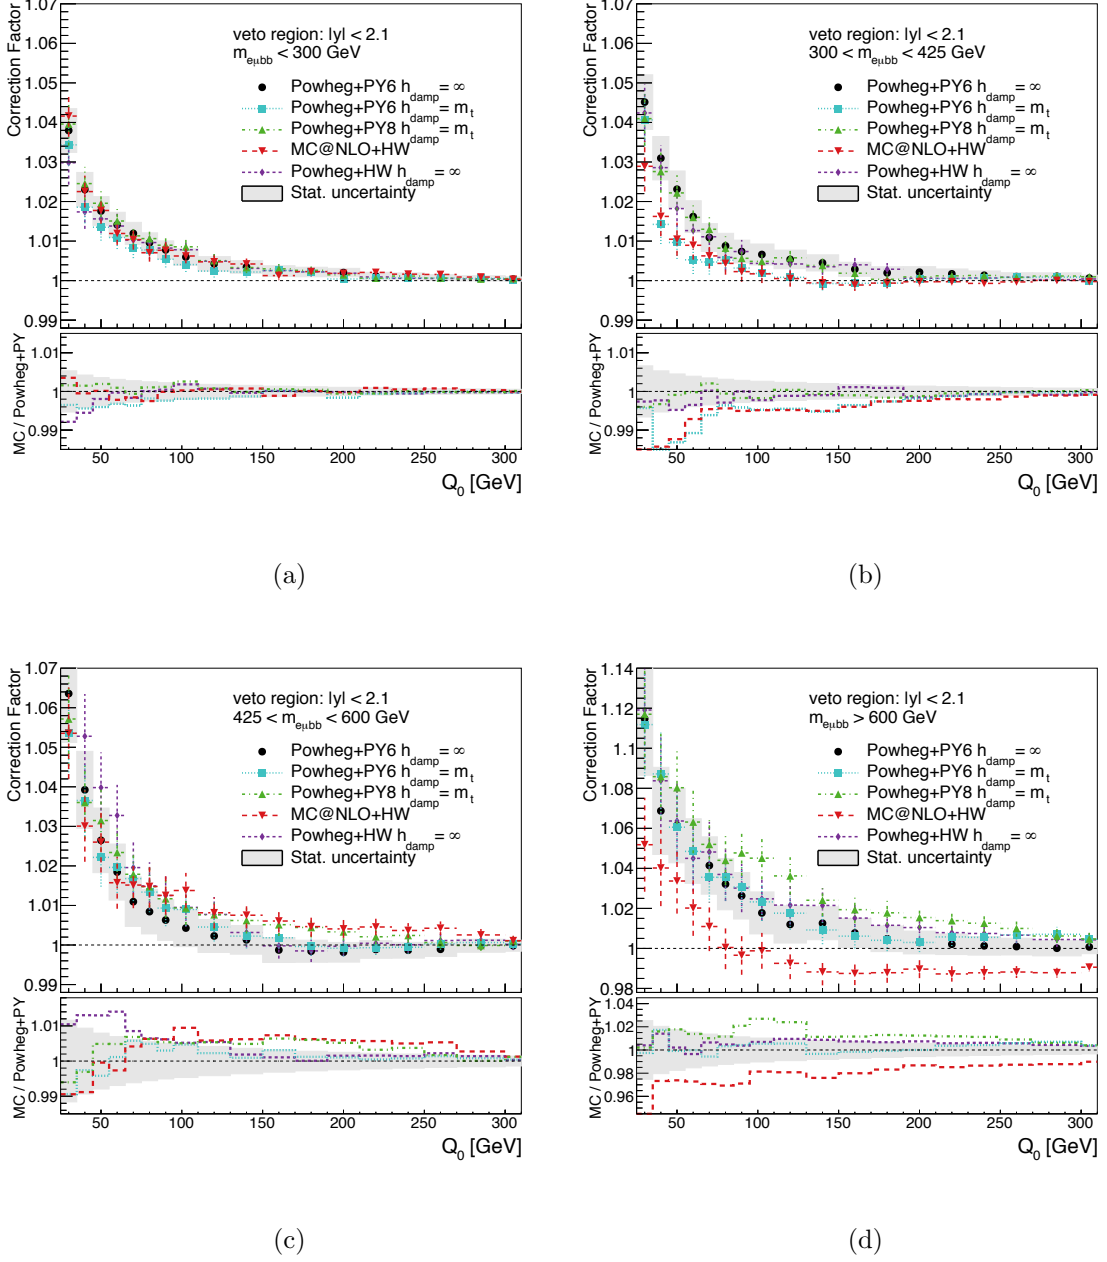 Correction Factor
1.07
1.06
1.05
1.04
1.03
1.02
1.01
1
0.99
veto region: |y| < 2.1
m_eμbb < 300 GeV
Powheg+PY6 h_damp = ∞
Powheg+PY6 h_damp = m_t
Powheg+PY8 h_damp = m_t
MC@NLO+HW
Powheg+HW h_damp = ∞
Stat. uncertainty
MC / Powheg+PY
1.01
1
0.99
50 100 150 200 250 300
Q_0 [GeV]
(a)
Correction Factor
1.07
1.06
1.05
1.04
1.03
1.02
1.01
1
0.99
veto region: |y| < 2.1
300 < m_eμbb < 425 GeV
Powheg+PY6 h_damp = ∞
Powheg+PY6 h_damp = m_t
Powheg+PY8 h_damp = m_t
MC@NLO+HW
Powheg+HW h_damp = ∞
Stat. uncertainty
MC / Powheg+PY
1.01
1
0.99
50 100 150 200 250 300
Q_0 [GeV]
(b)
Correction Factor
1.07
1.06
1.05
1.04
1.03
1.02
1.01
1
0.99
veto region: |y| < 2.1
425 < m_eμbb < 600 GeV
Powheg+PY6 h_damp = ∞
Powheg+PY6 h_damp = m_t
Powheg+PY8 h_damp = m_t
MC@NLO+HW
Powheg+HW h_damp = ∞
Stat. uncertainty
MC / Powheg+PY
1.01
1
0.99
50 100 150 200 250 300
Q_0 [GeV]
(c)
Correction Factor
1.14
1.12
1.1
1.08
1.06
1.04
1.02
1
0.98
veto region: |y| < 2.1
m_eμbb > 600 GeV
Powheg+PY6 h_damp = ∞
Powheg+PY6 h_damp = m_t
Powheg+PY8 h_damp = m_t
MC@NLO+HW
Powheg+HW h_damp = ∞
Stat. uncertainty
MC / Powheg+PY
1.04
1.02
1
0.98
0.96
50 100 150 200 250 300
Q_0 [GeV]
(d)